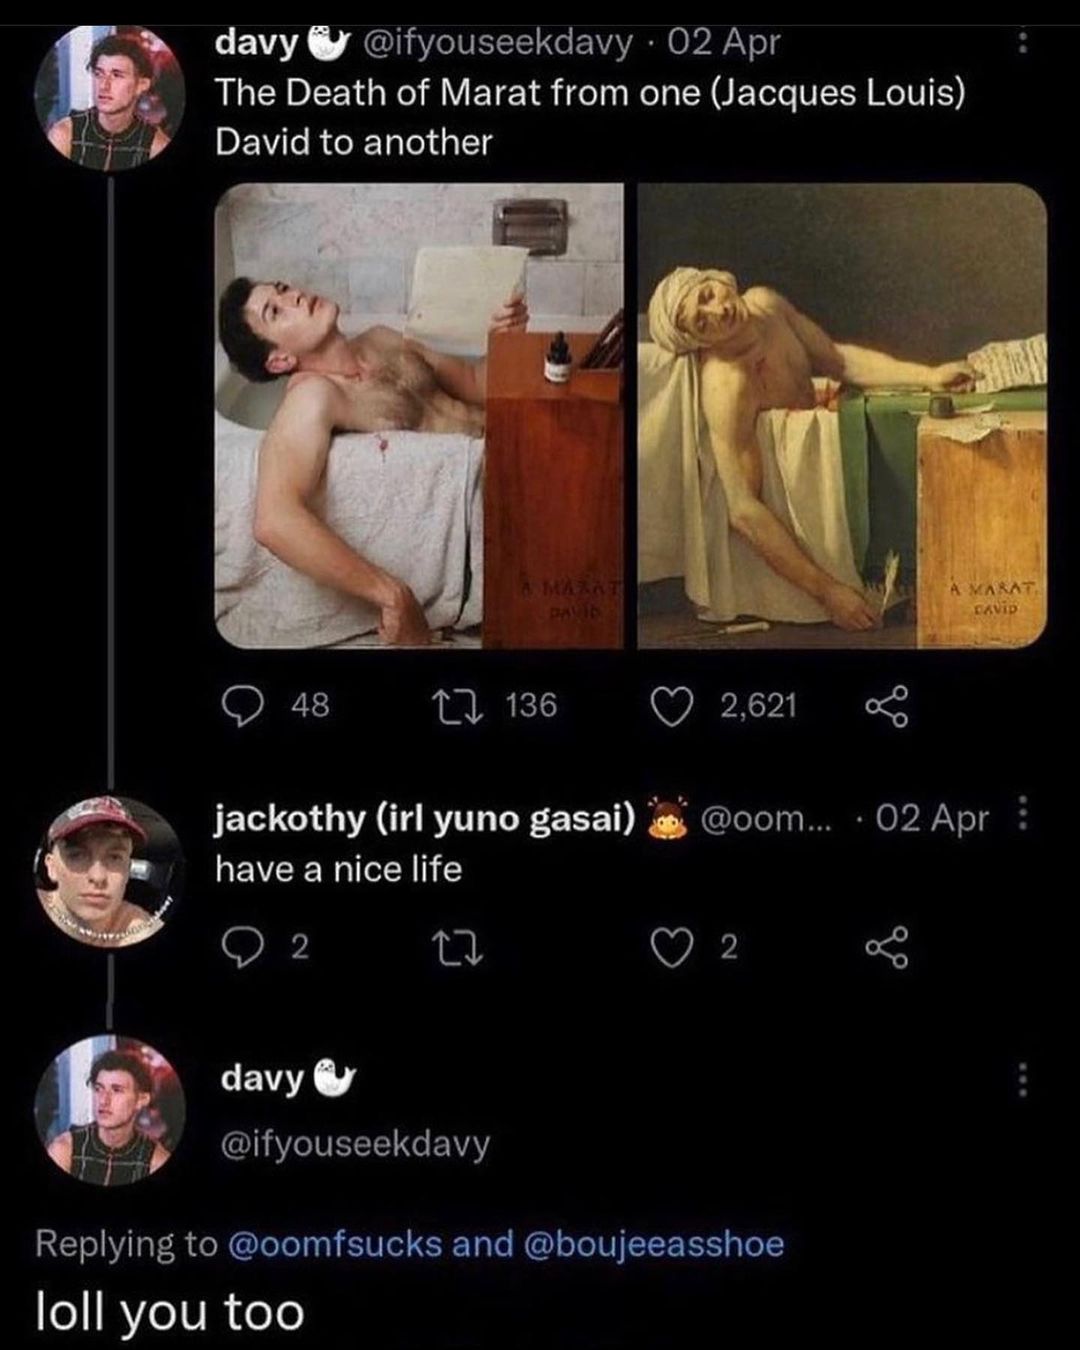 davy @ifyouseekdavy · 02 Apr
The Death of Marat from one (Jacques Louis)
David to another
A MARAT
DAVID
À MARAT,
DAVID
48 136 2,621
jackothy (irl yuno gasai) @oom... · 02 Apr
have a nice life
2 2
davy
@ifyouseekdavy
Replying to @oomfsucks and @boujeeasshoe
loll you too